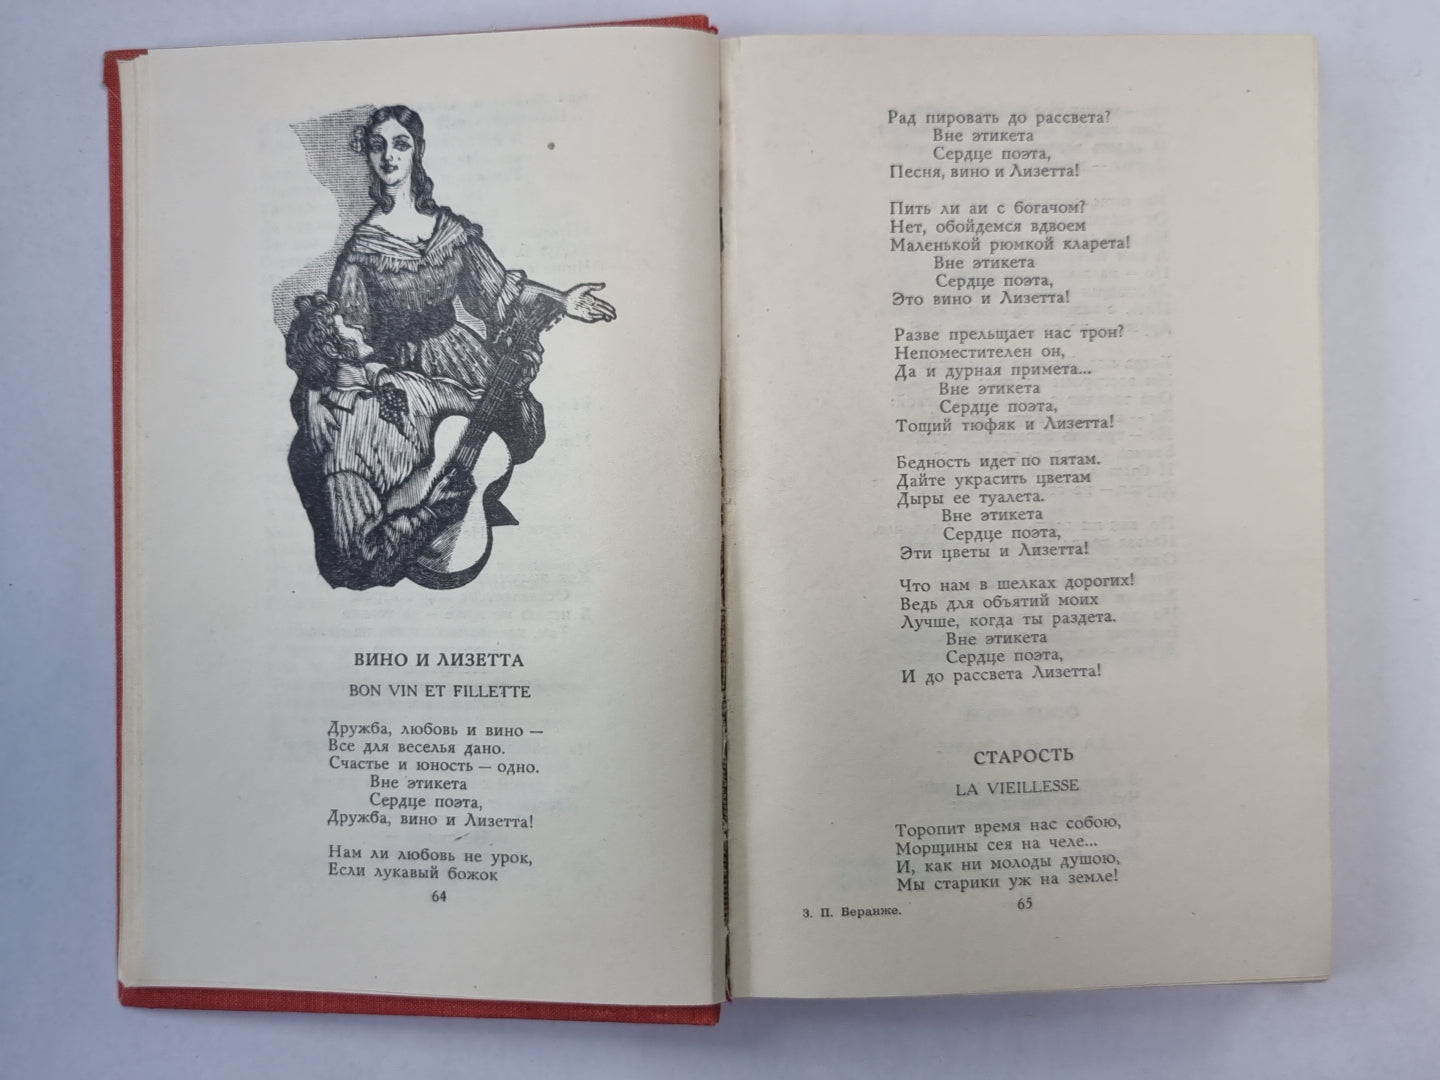 ВИНО И ЛИЗЕТТА
BON VIN ET FILLETTE
Дружба, любовь и вино —
Все для веселья дано.
Счастье и юность — одно.
Вне этикета
Сердце поэта,
Дружба, вино и Лизетта!
Нам ли любовь не урок,
Если лукавый божок
64
Рад пировать до рассвета?
Вне этикета
Сердце поэта,
Песня, вино и Лизетта!
Пить ли аи с богачом?
Нет, обойдемся вдвоем
Маленькой рюмкой кларета!
Вне этикета
Сердце поэта,
Это вино и Лизетта!
Разве прельщает нас трон?
Непоместителен он,
Да и дурная примета...
Вне этикета
Сердце поэта,
Тощий тюфяк и Лизетта!
Бедность идет по пятам.
Дайте украсить цветам
Дыры ее туалета.
Вне этикета
Сердце поэта,
Эти цветы и Лизетта!
Что нам в шелках дорогих!
Ведь для объятий моих
Лучше, когда ты раздета.
Вне этикета
Сердце поэта,
И до рассвета Лизетта!
СТАРОСТЬ
LA VIEILLESSE
Торопит время нас собою,
Морщины сея на челе...
И, как ни молоды душою,
Мы старики уж на земле!
3. П. Беранже.
65